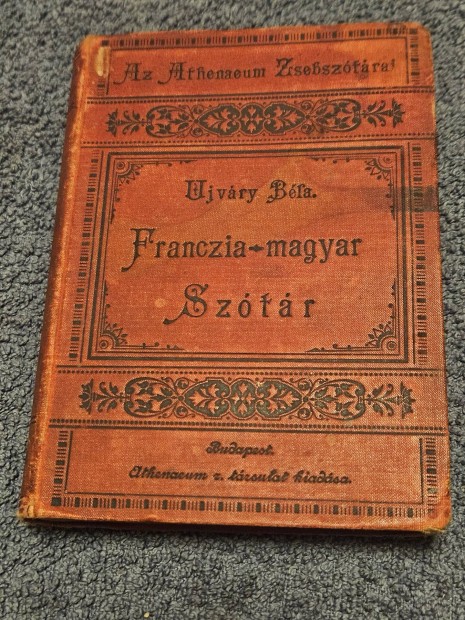 Az Athenaeum Zsebszótárai
Ujváry Béla.
Franczia-magyar
Szótár
Budapest.
Athenaeum r. társulat kiadása.